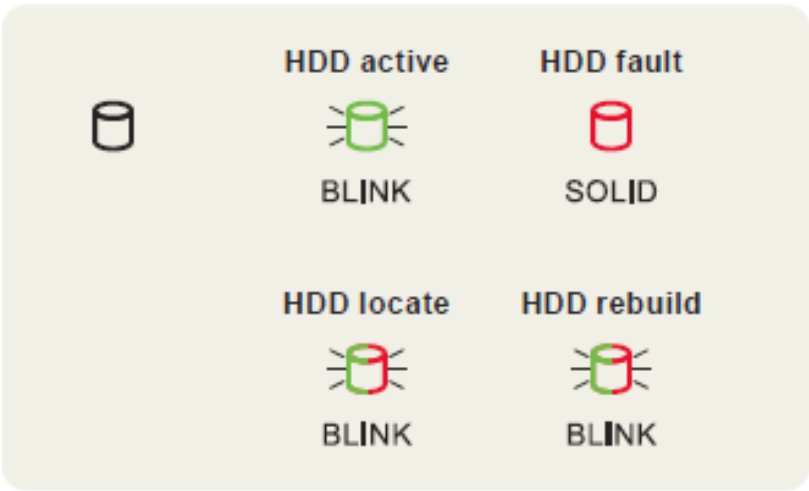 HDD active HDD fault
BLINK SOLID
HDD locate HDD rebuild
BLINK BLINK